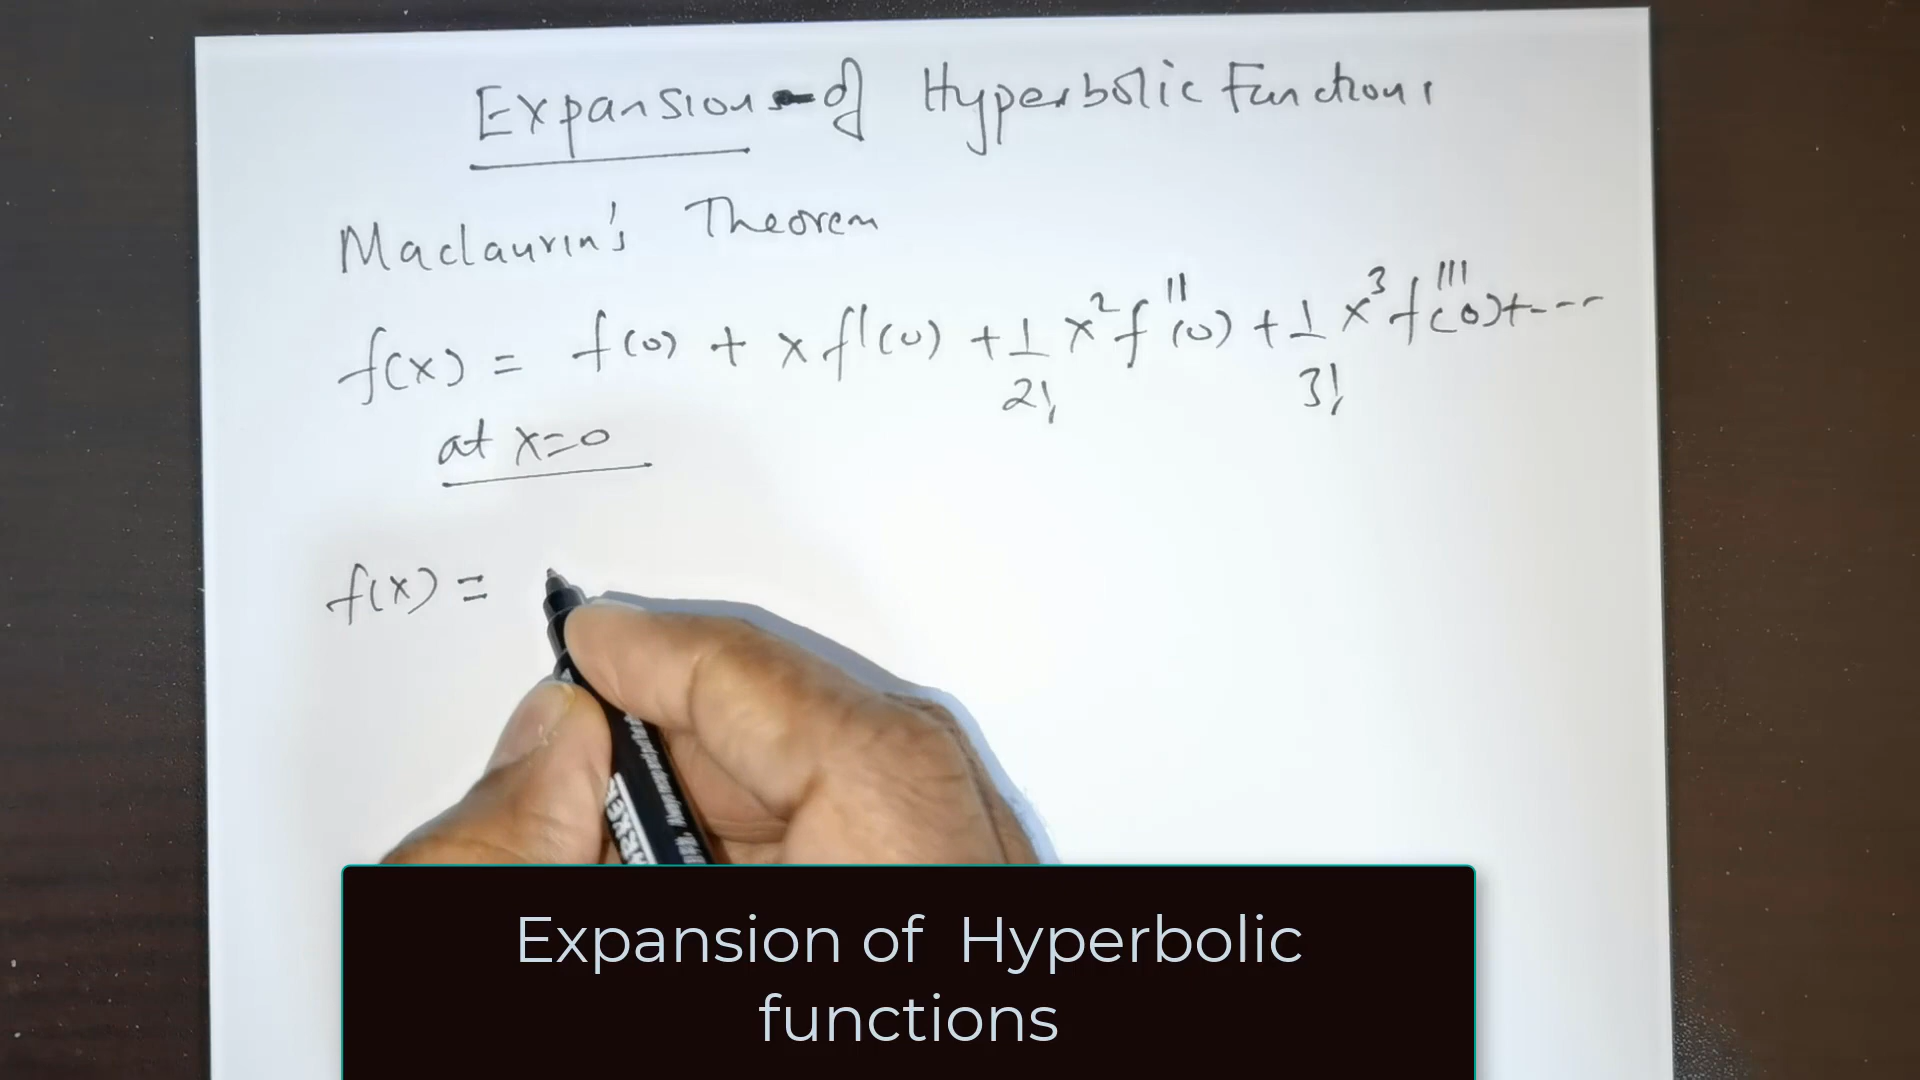 Expansion of Hyperbolic Functions
Maclaurin's Theorem
f(x) = f(0) + x f'(0) + 1/2! x² f''(0) + 1/3! x³ f'''(0) + ---
at x=0
f(x) =
MARKER
Expansion of Hyperbolic
functions